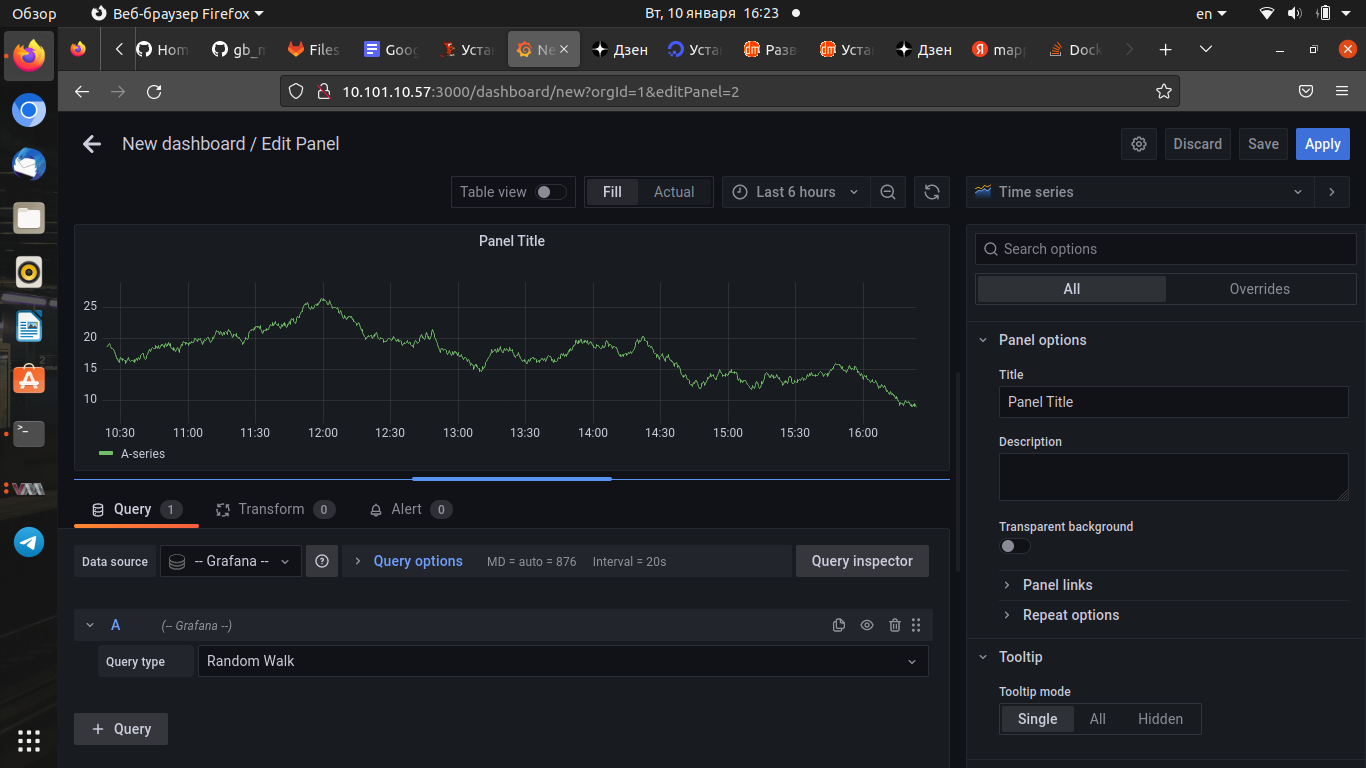 Обзор Веб-браузер Firefox Вт, 10 января 16:23 en
Hom gb_m Files Goog Уста Ne Дзен Уста Разв Уста Дзен mapp Dock
10.101.10.57:3000/dashboard/new?orgId=1&editPanel=2
New dashboard / Edit Panel Discard Save Apply
Table view Fill Actual Last 6 hours Time series
Panel Title
Search options
All Overrides
25
20
15
10
10:30 11:00 11:30 12:00 12:30 13:00 13:30 14:00 14:30 15:00 15:30 16:00
A-series
Panel options
Title
Panel Title
Description
Transparent background
Panel links
Repeat options
Tooltip
Tooltip mode
Single All Hidden
Query 1 Transform 0 Alert 0
Data source -- Grafana -- Query options MD = auto = 876 Interval = 20s Query inspector
A (-- Grafana --)
Query type Random Walk
+ Query